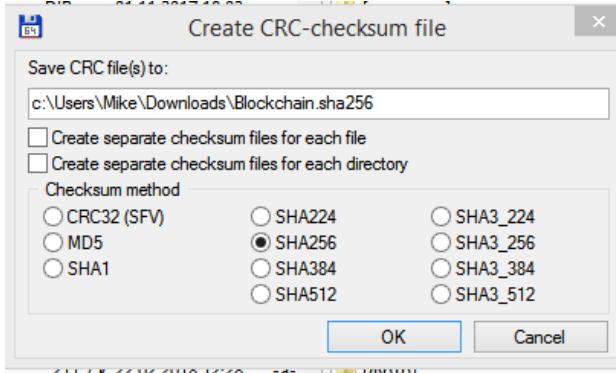 64
Create CRC-checksum file
Save CRC file(s) to:
c:\Users\Mike\Downloads\Blockchain.sha256
Create separate checksum files for each file
Create separate checksum files for each directory
Checksum method
CRC32 (SFV) SHA224 SHA3_224
MD5 SHA256 SHA3_256
SHA1 SHA384 SHA3_384
SHA512 SHA3_512
OK Cancel